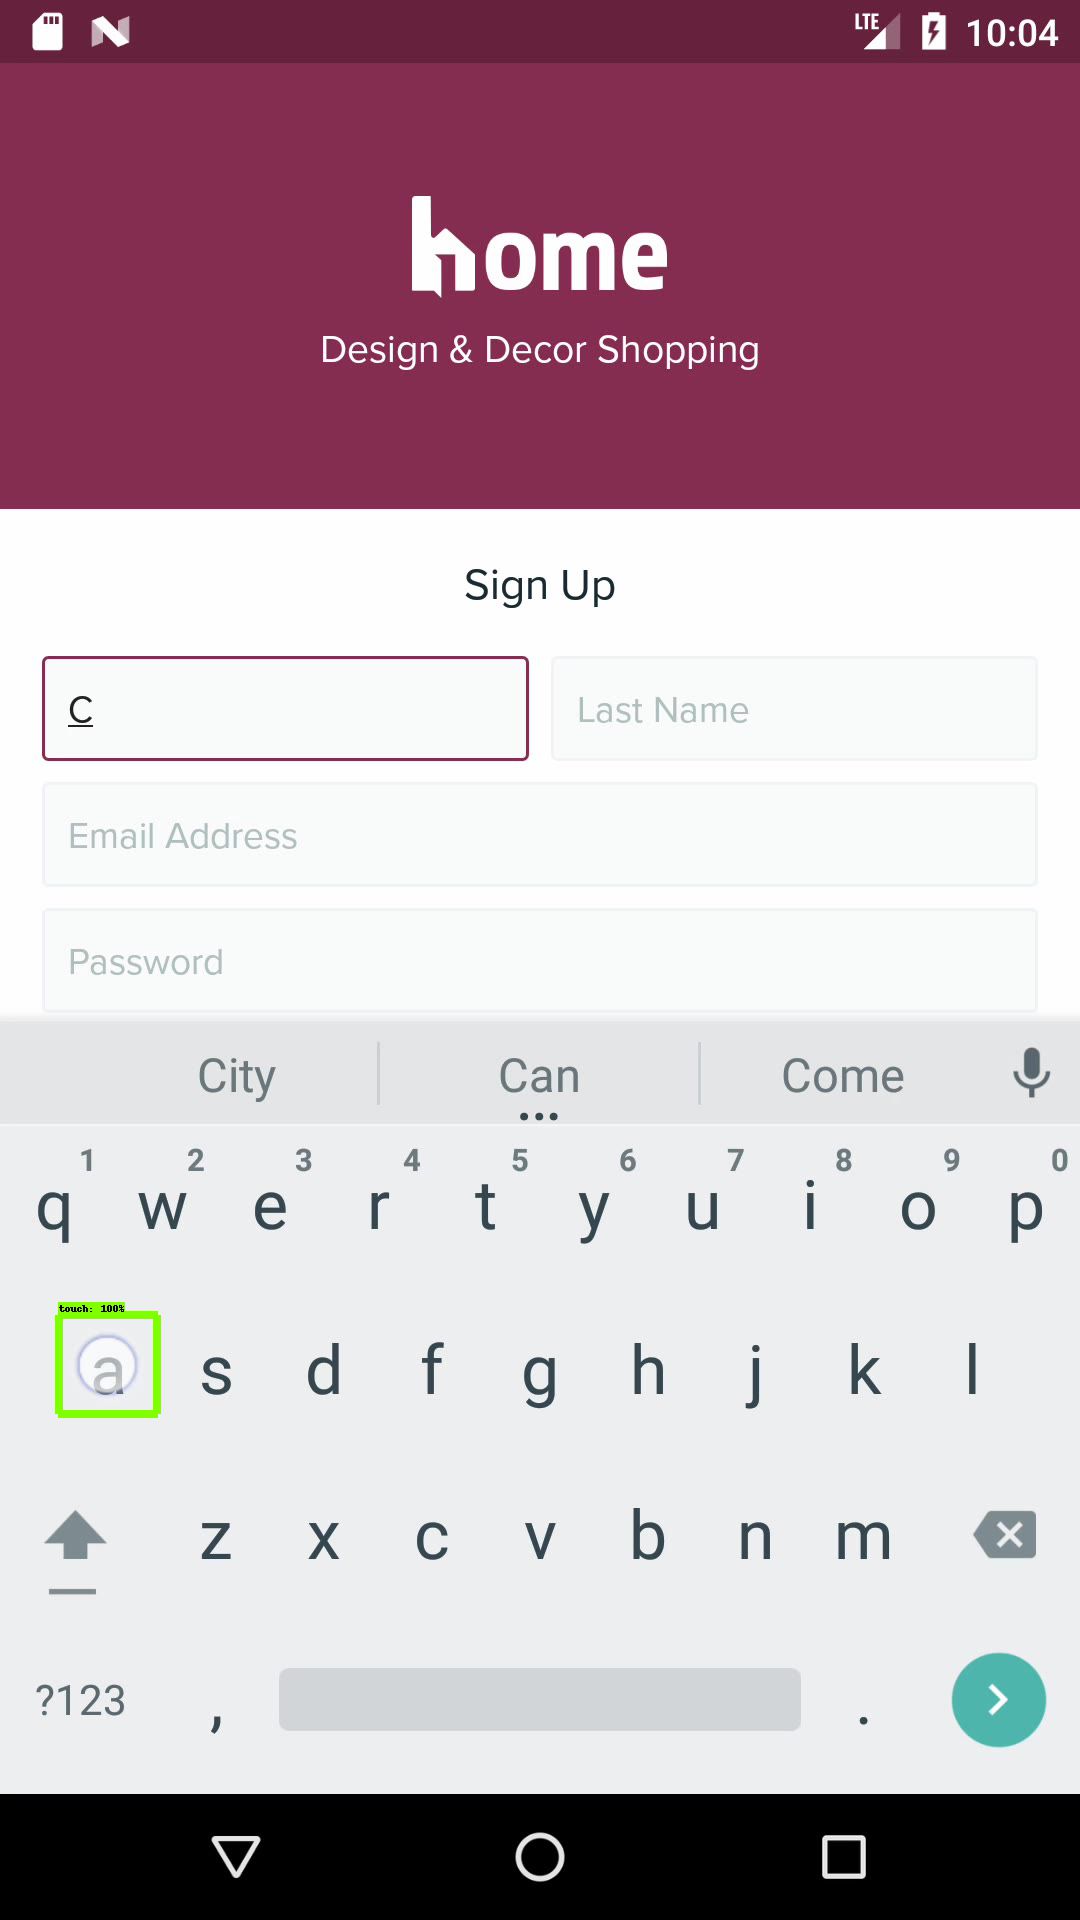 LTE 10:04
home
Design & Decor Shopping
Sign Up
C Last Name
Email Address
Password
City Can Come
1 2 3 4 5 6 7 8 9 0
q w e r t y u i o p
touch: 100%
a s d f g h j k l
z x c v b n m
?123 , .